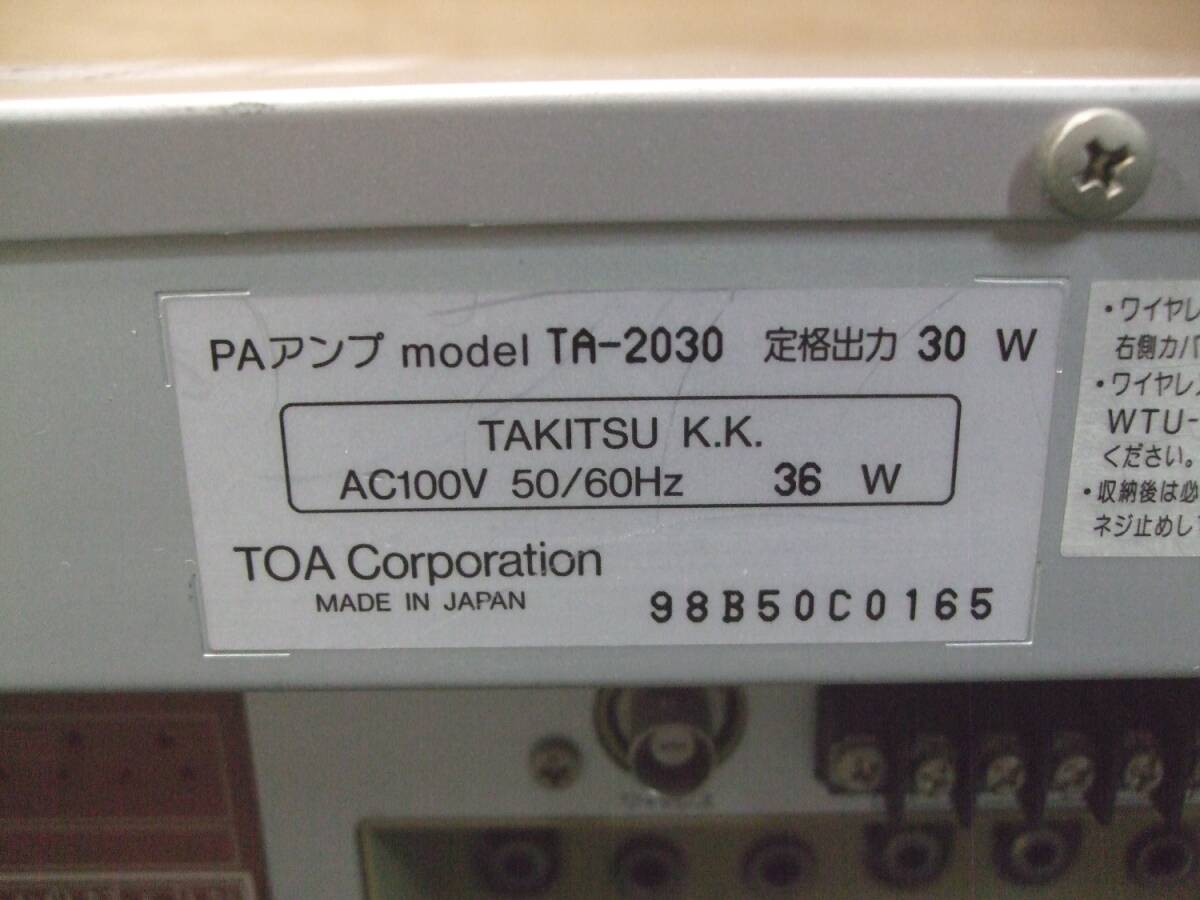 PAアンプ model TA-2030 定格出力 30 W
TAKITSU K.K.
AC100V 50/60Hz 36 W
TOA Corporation
MADE IN JAPAN
98B50C0165
・ワイヤレ
右側カバ
・ワイヤレ
WTU-
ください。
・収納後は必
ネジ止めし